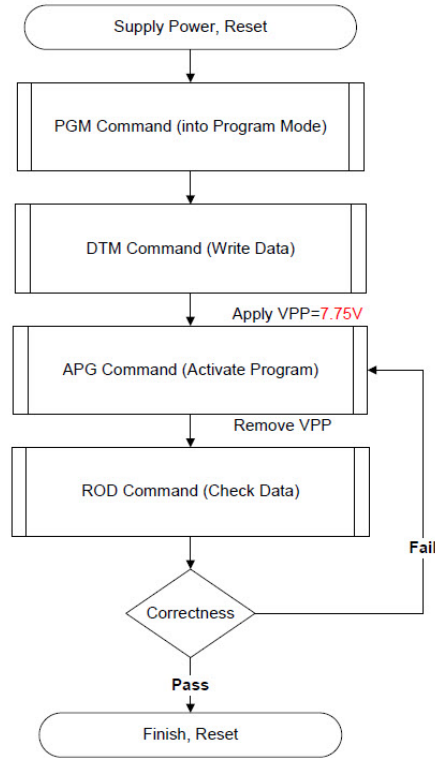 Supply Power, Reset
PGM Command (into Program Mode)
DTM Command (Write Data)
Apply VPP=7.75V
APG Command (Activate Program)
Remove VPP
ROD Command (Check Data)
Fail
Correctness
Pass
Finish, Reset